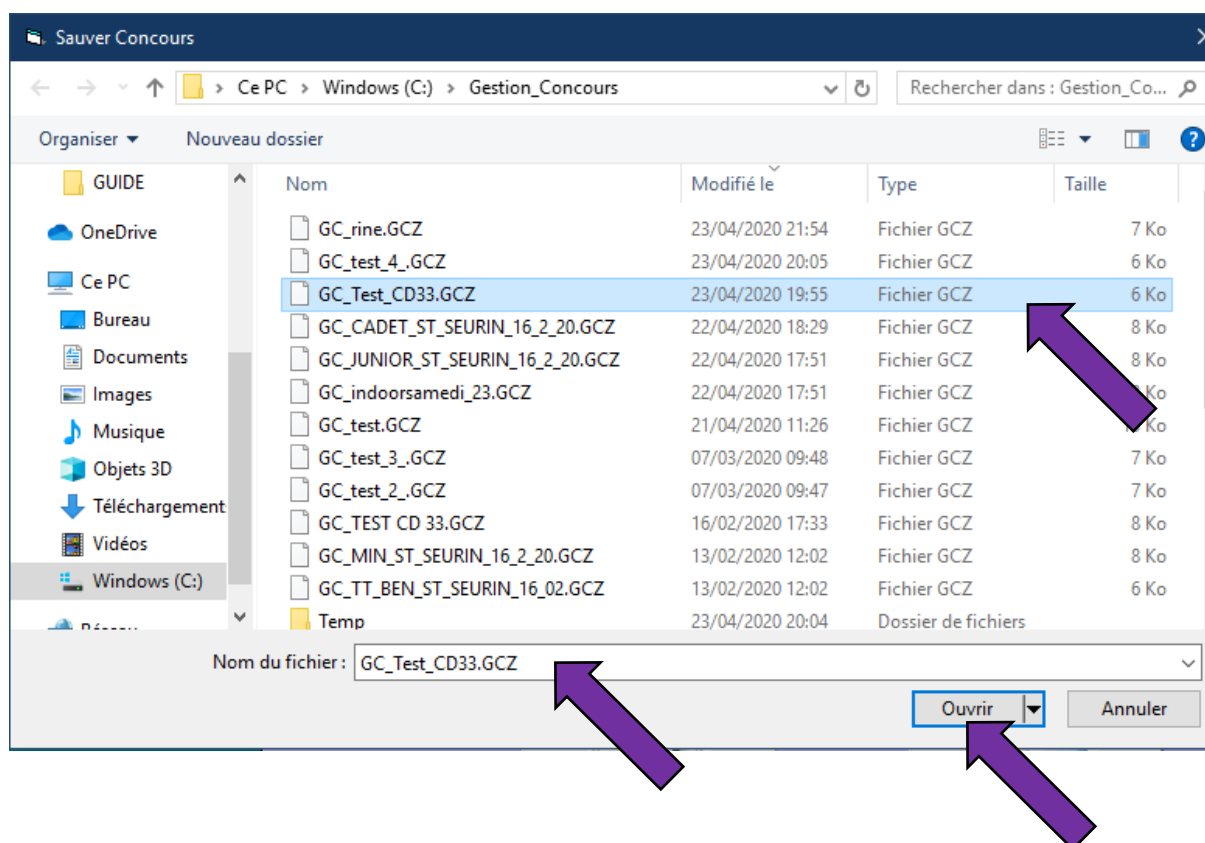 Sauver Concours
Ce PC > Windows (C:) > Gestion_Concours
Rechercher dans : Gestion_Co...
Organiser
Nouveau dossier
?
GUIDE
OneDrive
Ce PC
Bureau
Documents
Images
Musique
Objets 3D
Téléchargement
Vidéos
Windows (C:)
Nom Modifié le Type Taille
GC_rine.GCZ 23/04/2020 21:54 Fichier GCZ 7 Ko
GC_test_4_.GCZ 23/04/2020 20:05 Fichier GCZ 6 Ko
GC_Test_CD33.GCZ 23/04/2020 19:55 Fichier GCZ 6 Ko
GC_CADET_ST_SEURIN_16_2_20.GCZ 22/04/2020 18:29 Fichier GCZ 8 Ko
GC_JUNIOR_ST_SEURIN_16_2_20.GCZ 22/04/2020 17:51 Fichier GCZ 8 Ko
GC_indoorsamedi_23.GCZ 22/04/2020 17:51 Fichier GCZ Ko
GC_test.GCZ 21/04/2020 11:26 Fichier GCZ Ko
GC_test_3_.GCZ 07/03/2020 09:48 Fichier GCZ 7 Ko
GC_test_2_.GCZ 07/03/2020 09:47 Fichier GCZ 7 Ko
GC_TEST CD 33.GCZ 16/02/2020 17:33 Fichier GCZ 8 Ko
GC_MIN_ST_SEURIN_16_2_20.GCZ 13/02/2020 12:02 Fichier GCZ 8 Ko
GC_TT_BEN_ST_SEURIN_16_02.GCZ 13/02/2020 12:02 Fichier GCZ 6 Ko
Temp 23/04/2020 20:04 Dossier de fichiers
Nom du fichier : GC_Test_CD33.GCZ
Ouvrir
Annuler